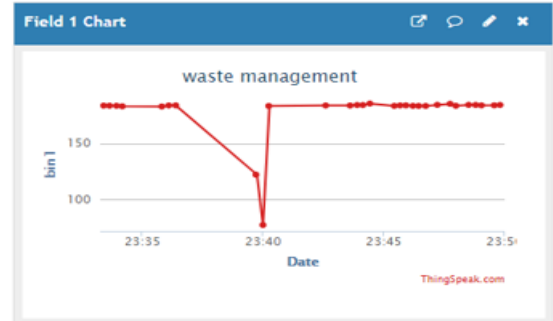 Field 1 Chart
waste management
150
100
bin 1
23:35 23:40 23:45
Date
ThingSpeak.com